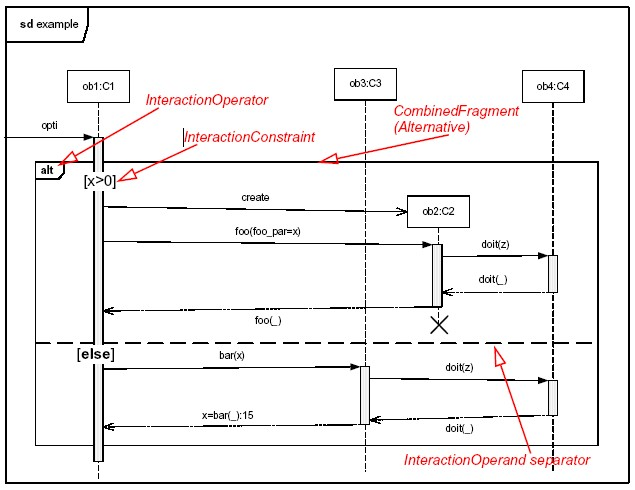 sd example
ob1:C1
ob3:C3
ob4:C4
InteractionOperator
CombinedFragment
(Alternative)
opti
InteractionConstraint
alt
[x>0]
create
ob2:C2
foo(foo_par=x)
doit(z)
doit(_)
foo(_)
[else]
bar(x)
doit(z)
x=bar(_):15
doit(_)
InteractionOperand separator